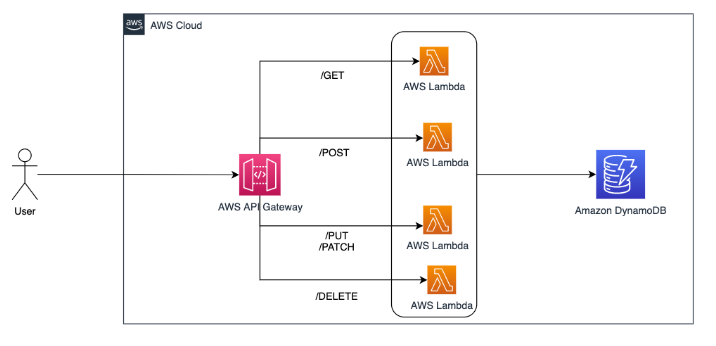 aws
AWS Cloud
/GET
AWS Lambda
/POST
AWS Lambda
User
AWS API Gateway
Amazon DynamoDB
/PUT
/PATCH
AWS Lambda
/DELETE
AWS Lambda